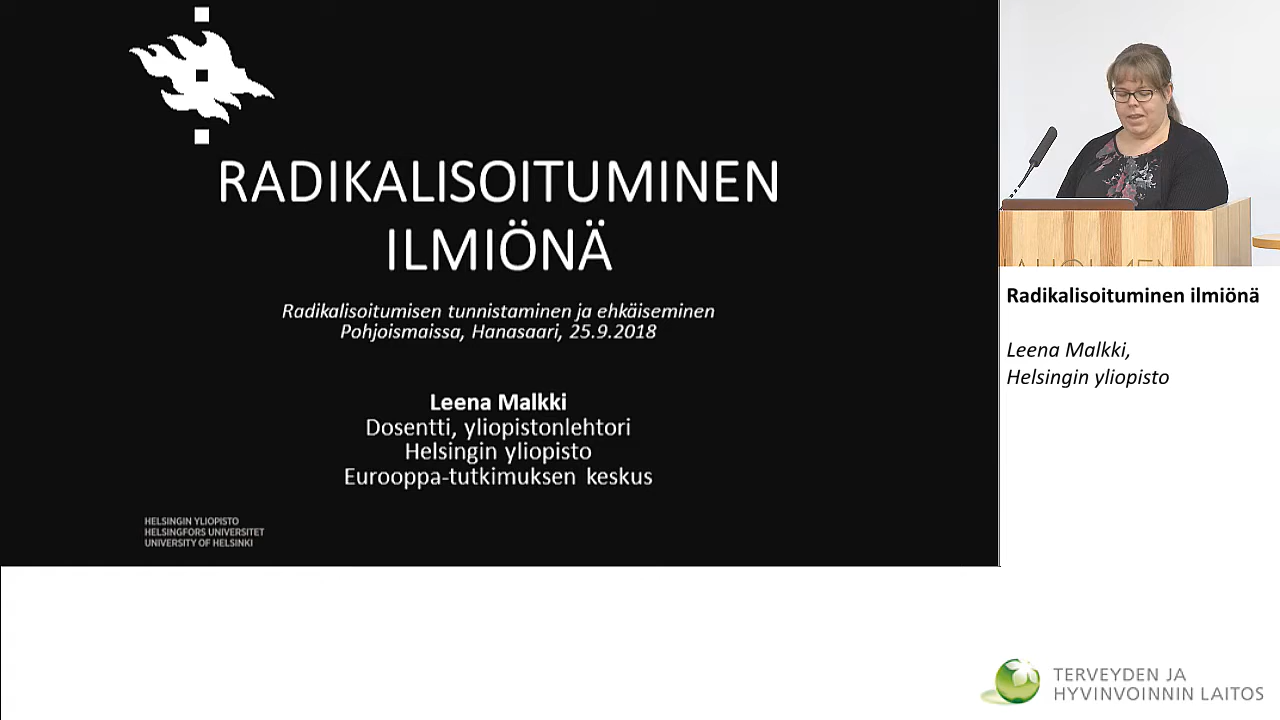 RADIKALISOITUMINEN
ILMIÖNÄ
Radikalisoitumisen tunnistaminen ja ehkäiseminen
Pohjoismaissa, Hanasaari, 25.9.2018
Leena Malkki
Dosentti, yliopistonlehtori
Helsingin yliopisto
Eurooppa-tutkimuksen keskus
HELSINGIN YLIOPISTO
HELSINGFORS UNIVERSITET
UNIVERSITY OF HELSINKI
Radikalisoituminen ilmiönä
Leena Malkki,
Helsingin yliopisto
TERVEYDEN JA
HYVINVOINNIN LAITOS